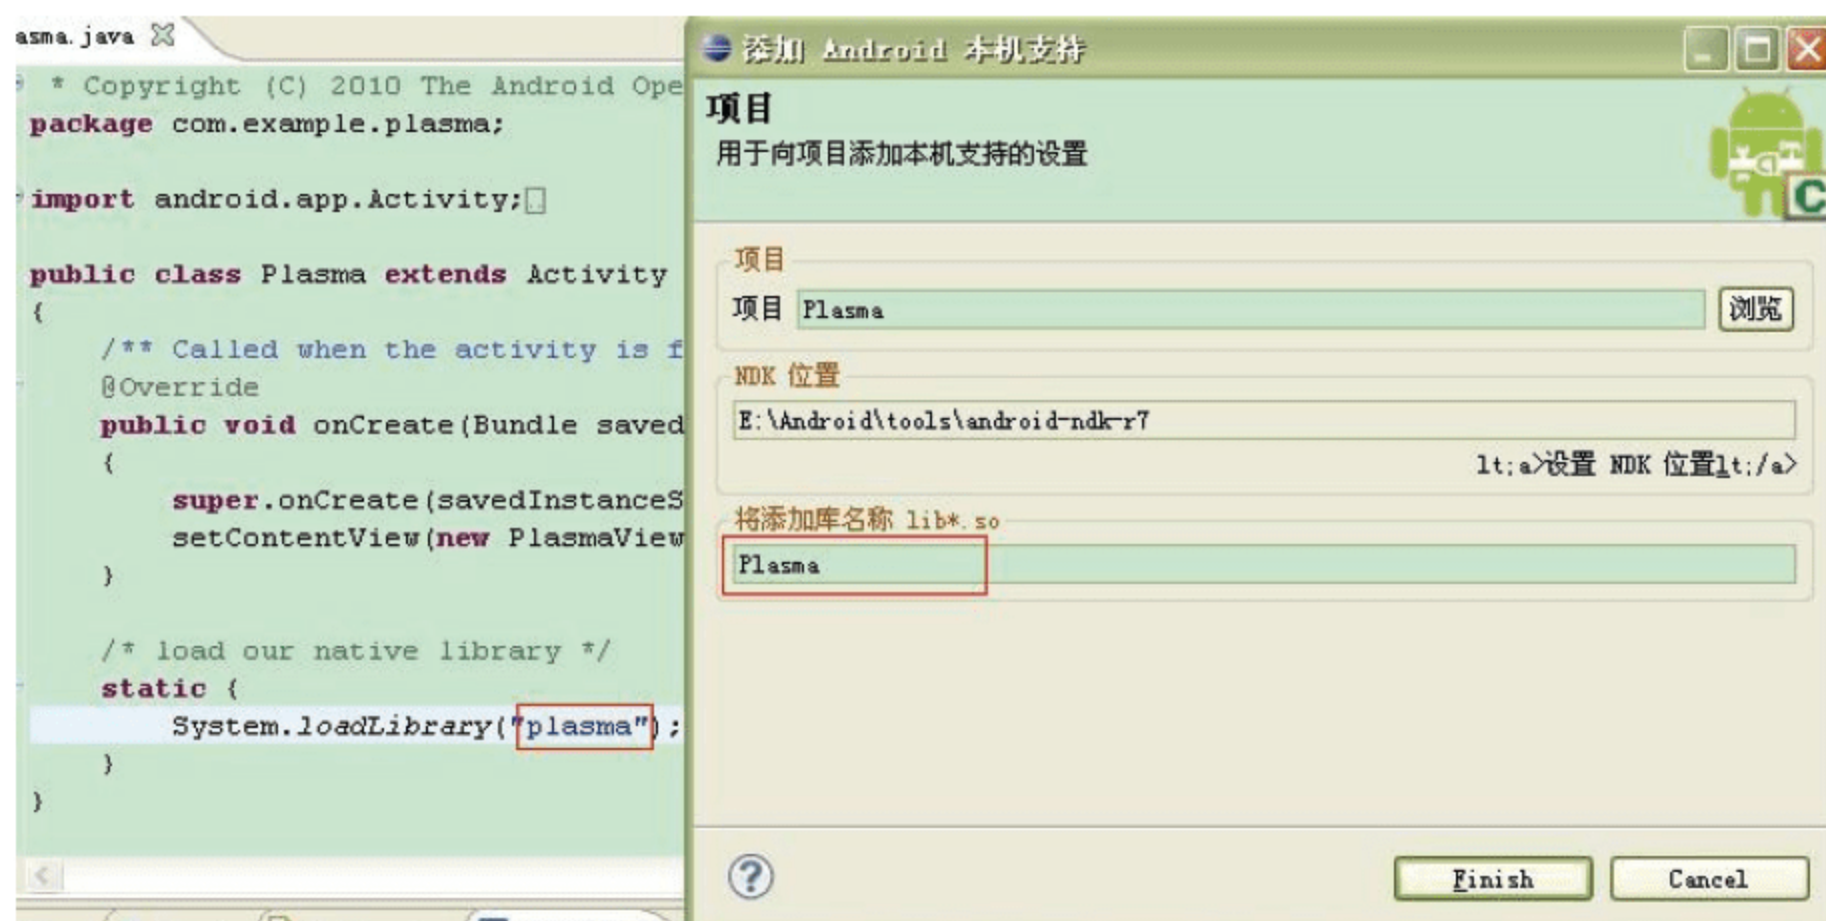 asma.java
* Copyright (C) 2010 The Android Ope
package com.example.plasma;
import android.app.Activity;
public class Plasma extends Activity
{
/** Called when the activity is f
@Override
public void onCreate(Bundle saved
{
super.onCreate(savedInstanceS
setContentView(new PlasmaView
}
/* load our native library */
static {
System.loadLibrary("plasma");
}
}
添加 Android 本机支持
项目
用于向项目添加本机支持的设置
C
项目
项目 Plasma 浏览
NDK 位置
E:\Android\tools\android-ndk-r7
lt;a>设置 NDK 位置lt;/a>
将添加库名称 lib*.so
Plasma
?
Finish Cancel